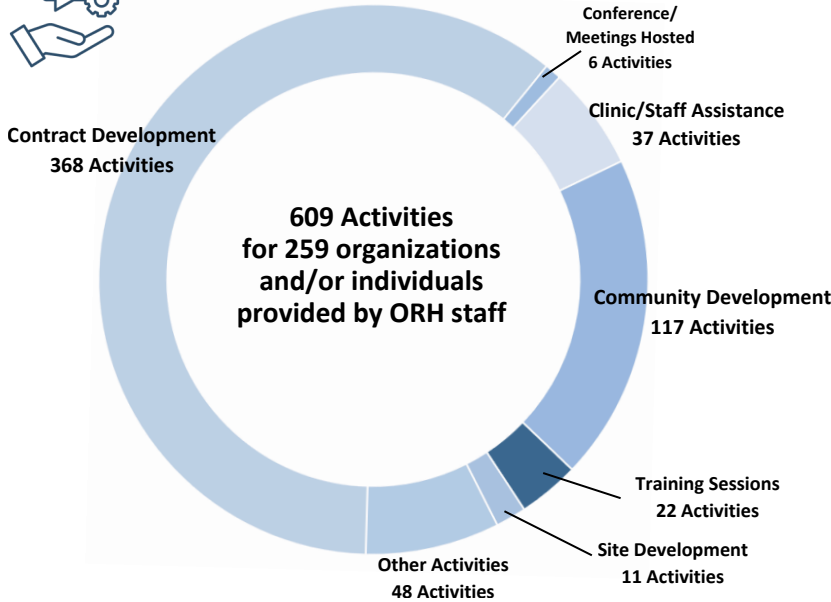 Conference/
Meetings Hosted
6 Activities
Clinic/Staff Assistance
37 Activities
Contract Development
368 Activities
609 Activities
for 259 organizations
and/or individuals
provided by ORH staff
Community Development
117 Activities
Training Sessions
22 Activities
Site Development
11 Activities
Other Activities
48 Activities